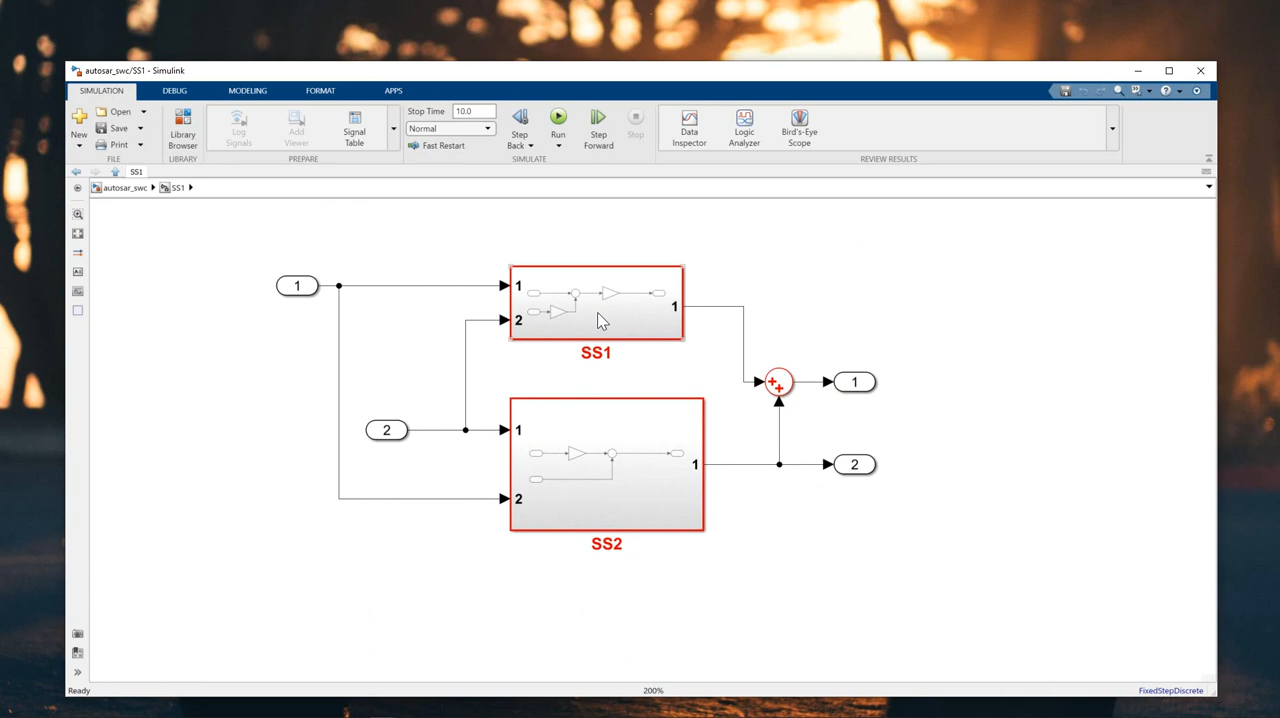 autosar_swc/SS1 - Simulink
SIMULATION DEBUG MODELING FORMAT APPS
New
Open
Save
Print
FILE
Library
Browser
LIBRARY
Log
Signals
Add
Viewer
Signal
Table
PREPARE
Stop Time 10.0
Normal
Fast Restart
Step
Back
Run
Step
Forward
Stop
SIMULATE
Data
Inspector
Logic
Analyzer
Bird's-Eye
Scope
REVIEW RESULTS
SS1
autosar_swc SS1
1
1
2
1
SS1
1
2
1
2
1
2
SS2
Ready
200%
FixedStepDiscrete